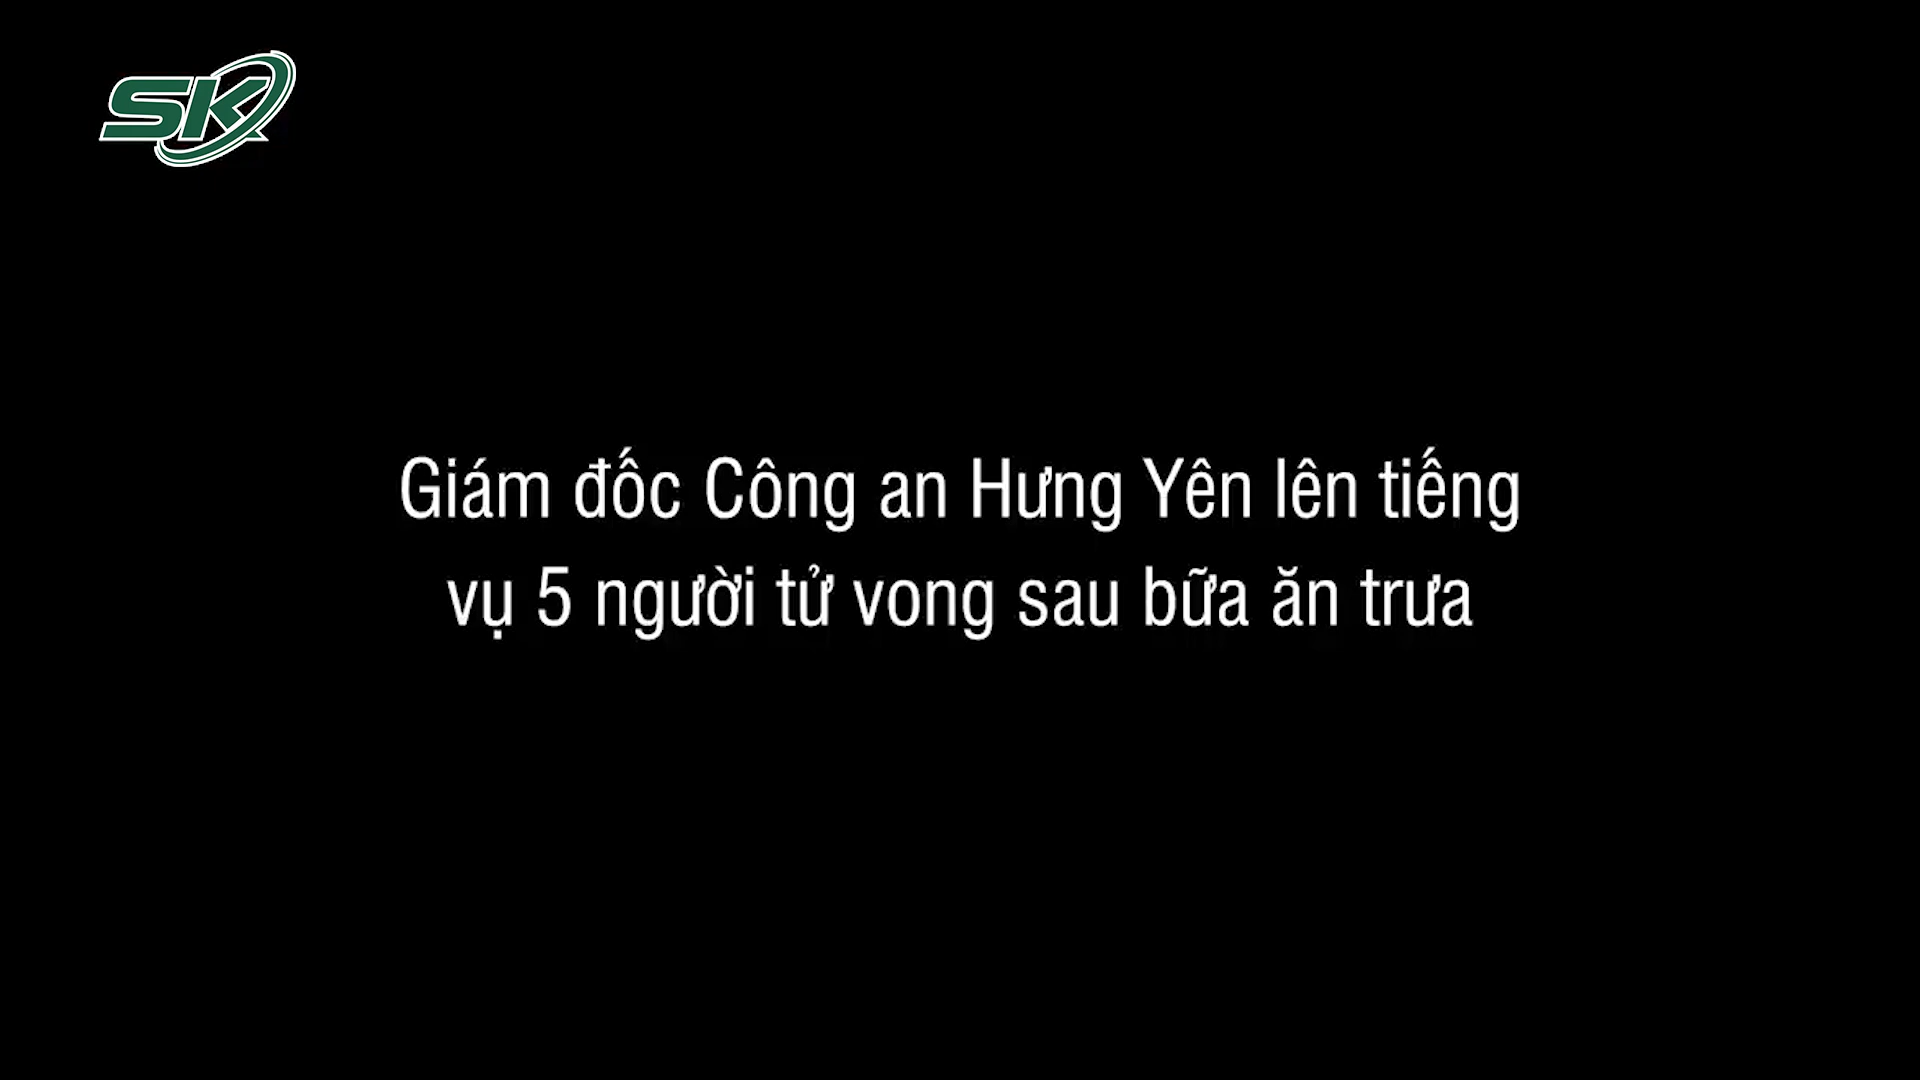 SK
Giám đốc Công an Hưng Yên lên tiếng
vụ 5 người tử vong sau bữa ăn trưa